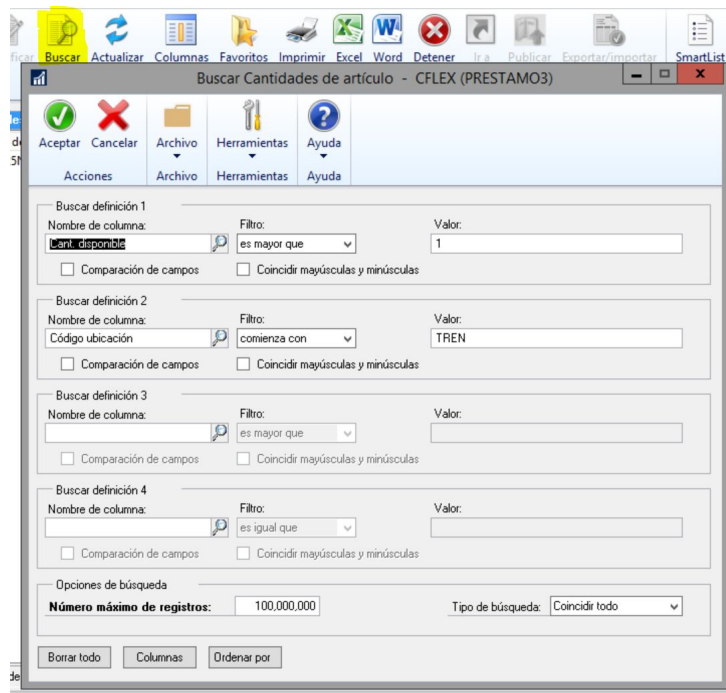 ficar Buscar Actualizar Columnas Favoritos Imprimir Excel Word Detener Ir a Publicar Exportar/importar SmartList
Buscar Cantidades de artículo - CFLEX (PRESTAMO3)
Aceptar Cancelar Archivo Herramientas Ayuda
Acciones Archivo Herramientas Ayuda
Buscar definición 1
Nombre de columna: Filtro: Valor:
Cant. disponible es mayor que 1
Comparación de campos Coincidir mayúsculas y minúsculas
Buscar definición 2
Nombre de columna: Filtro: Valor:
Código ubicación comienza con TREN
Comparación de campos Coincidir mayúsculas y minúsculas
Buscar definición 3
Nombre de columna: Filtro: Valor:
es mayor que
Comparación de campos Coincidir mayúsculas y minúsculas
Buscar definición 4
Nombre de columna: Filtro: Valor:
es igual que
Comparación de campos Coincidir mayúsculas y minúsculas
Opciones de búsqueda
Número máximo de registros: 100,000,000 Tipo de búsqueda: Coincidir todo
Borrar todo Columnas Ordenar por